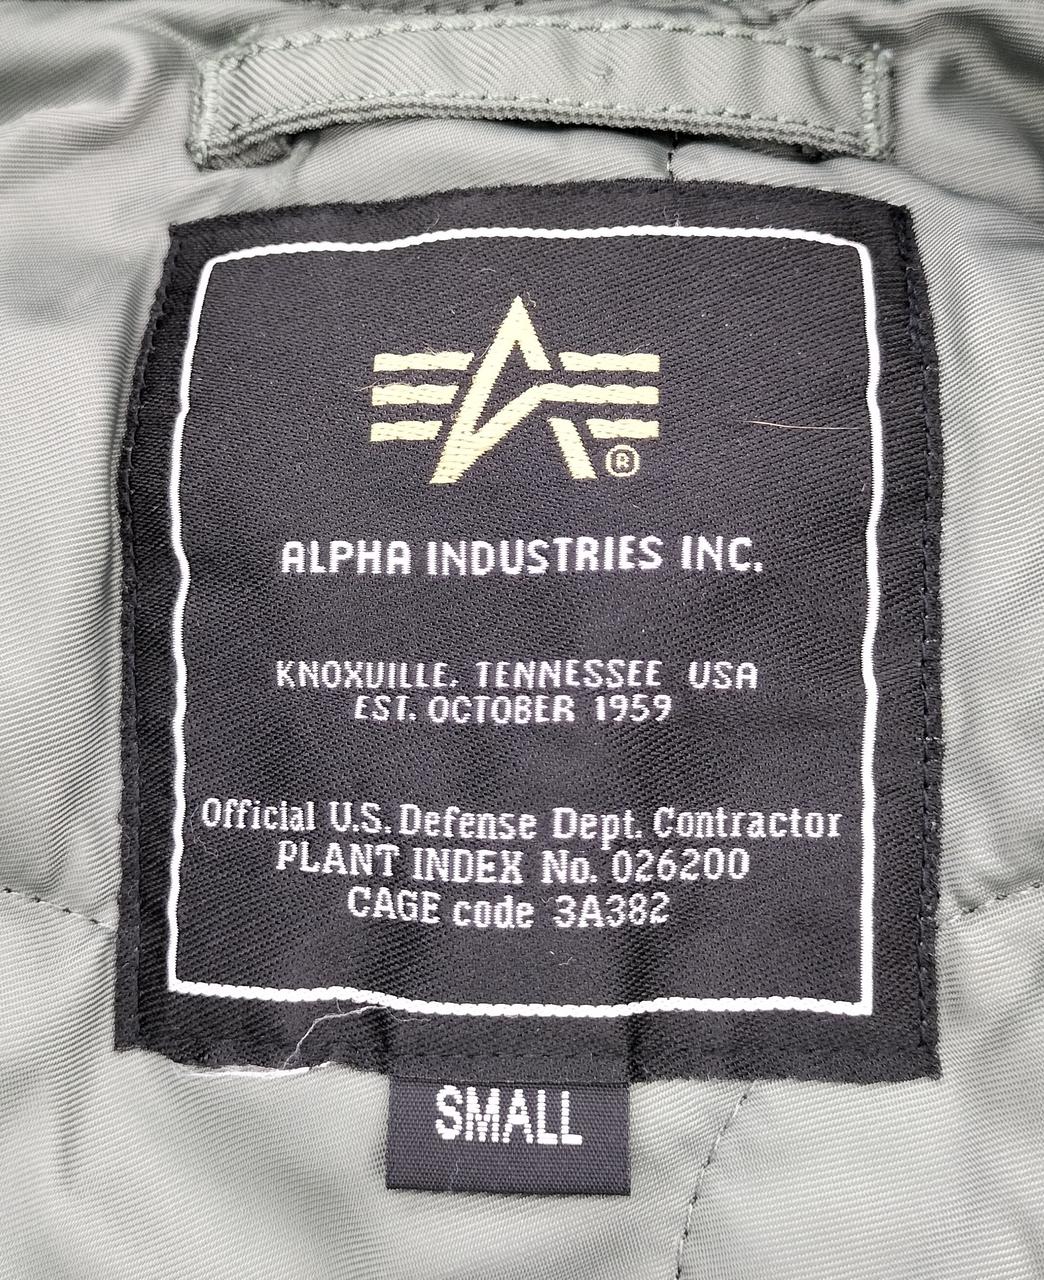 ®
ALPHA INDUSTRIES INC.
KNOXVILLE, TENNESSEE USA
EST. OCTOBER 1959
Official U.S. Defense Dept. Contractor
PLANT INDEX No. 026200
CAGE code 3A382
SMALL